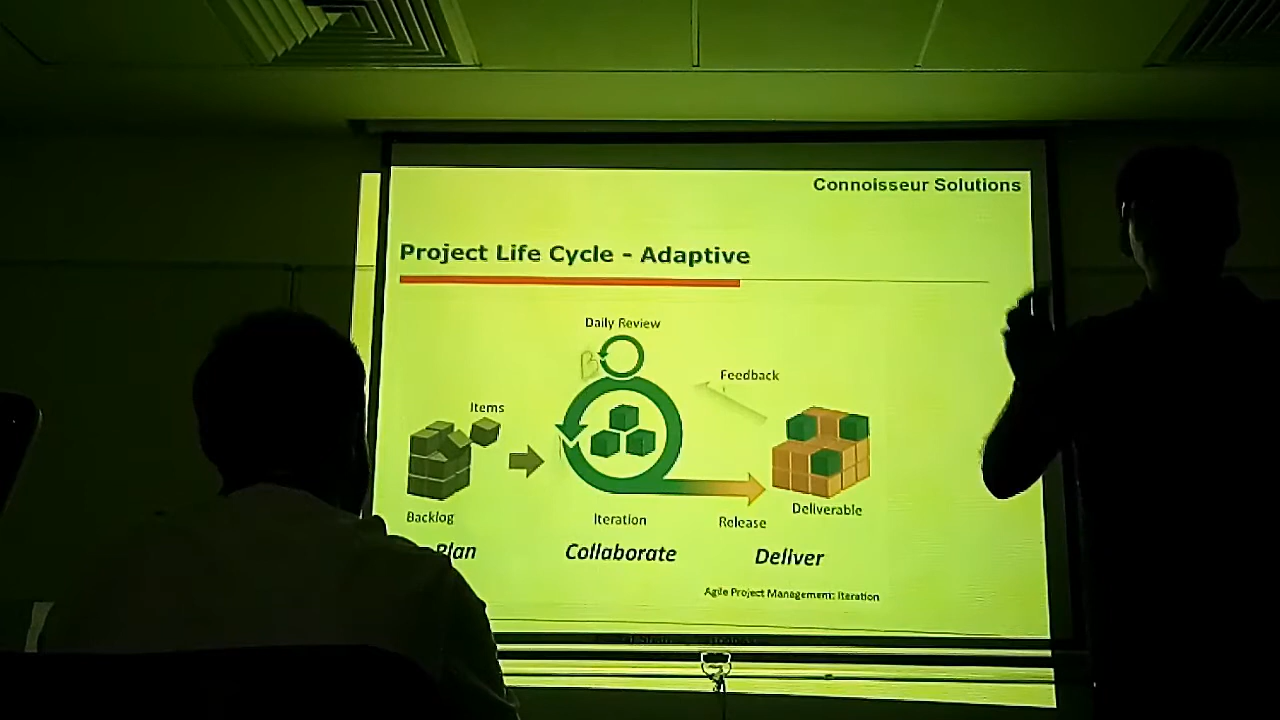 Connoisseur Solutions
Project Life Cycle - Adaptive
Daily Review
B
Feedback
Items
Backlog
Iteration
Release
Deliverable
Plan
Collaborate
Deliver
Agile Project Management: Iteration